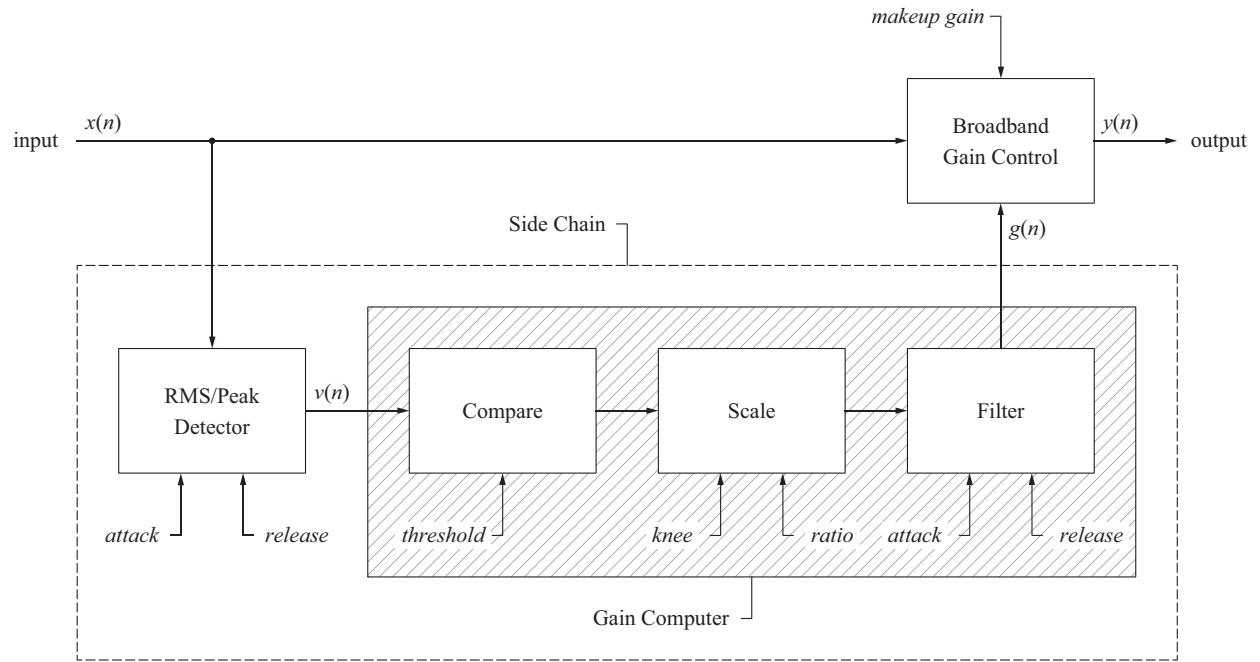 makeup gain
input
x(n)
Broadband
Gain Control
y(n)
output
Side Chain
g(n)
RMS/Peak
Detector
v(n)
Compare
Scale
Filter
attack
release
threshold
knee
ratio
attack
release
Gain Computer